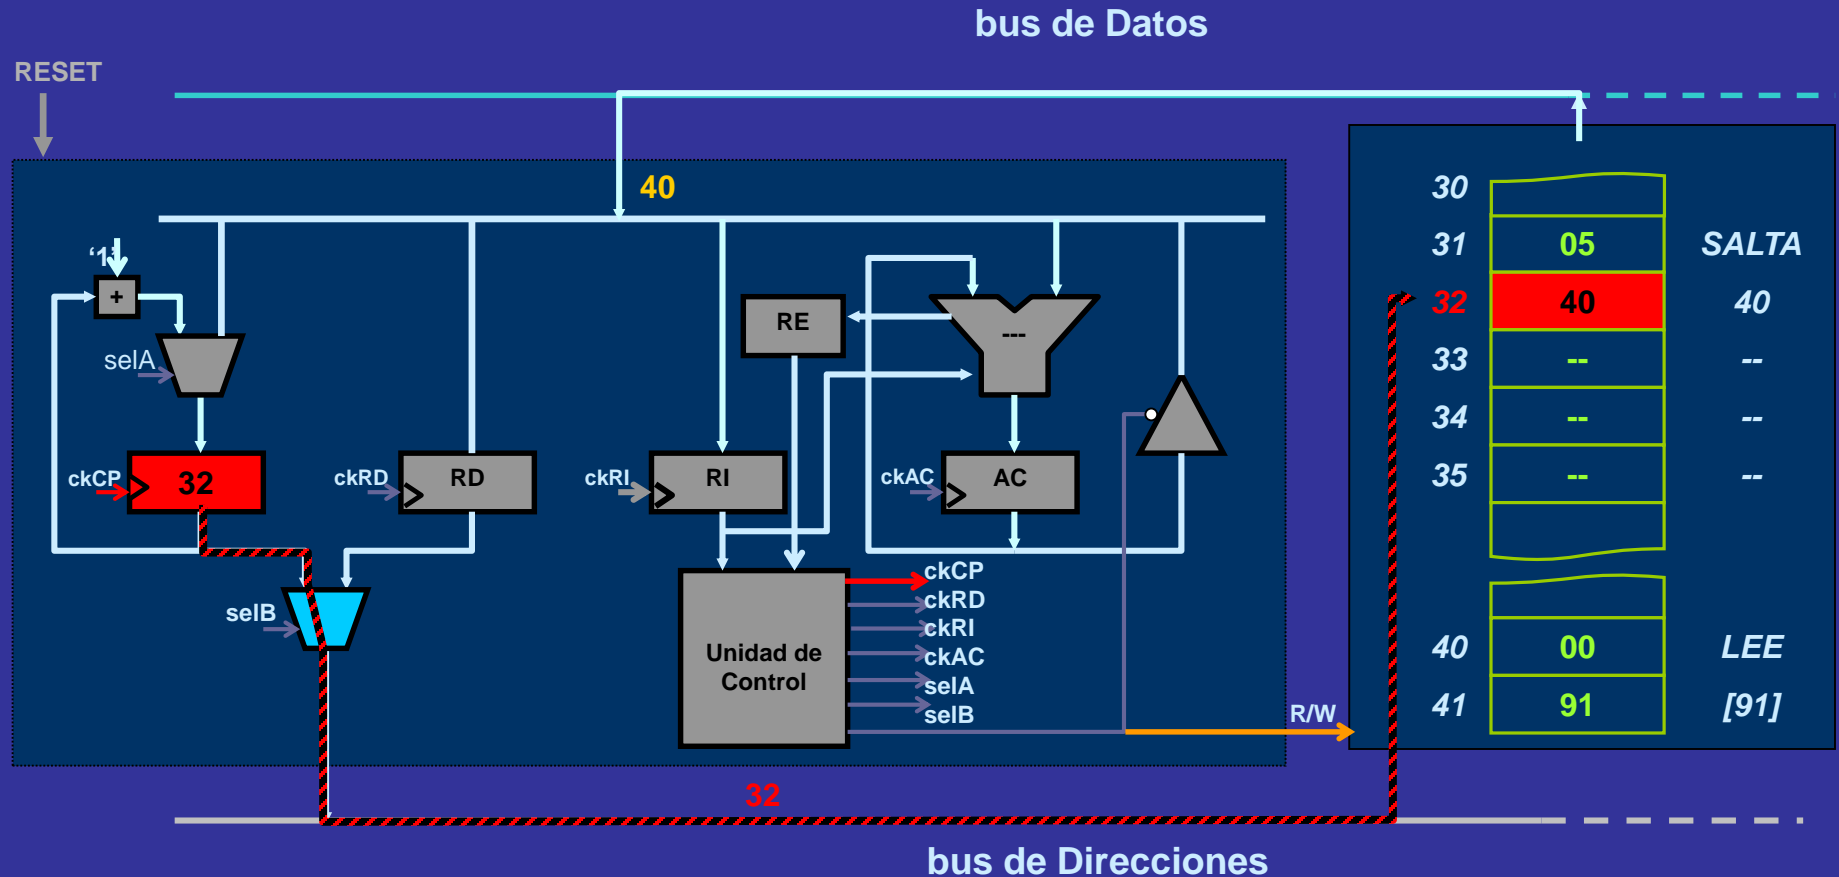 bus de Datos
RESET
40
‘1’
+
selA
ckCP
32
ckRD
RD
ckRI
RI
RE
---
ckAC
AC
selB
Unidad de
Control
ckCP
ckRD
ckRI
ckAC
selA
selB
R/W
30
31 05 SALTA
32 40 40
33 -- --
34 -- --
35 -- --
40 00 LEE
41 91 [91]
32
bus de Direcciones